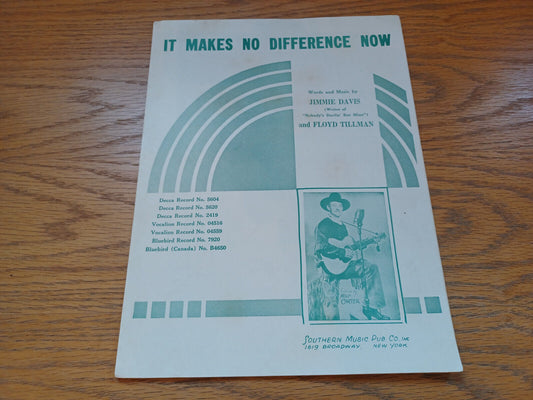 IT MAKES NO DIFFERENCE NOW
Words and Music by
JIMMIE DAVIS
(Writer of
"Nobody's Darlin' But Mine")
and FLOYD TILLMAN
Decca Record No. 5604
Decca Record No. 5620
Decca Record No. 2419
Vocalion Record No. 04516
Vocalion Record No. 04559
Bluebird Record No. 7920
Bluebird (Canada) No. B4650
CARTER
SOUTHERN MUSIC PUB CO., INC
1619 BROADWAY, NEW YORK